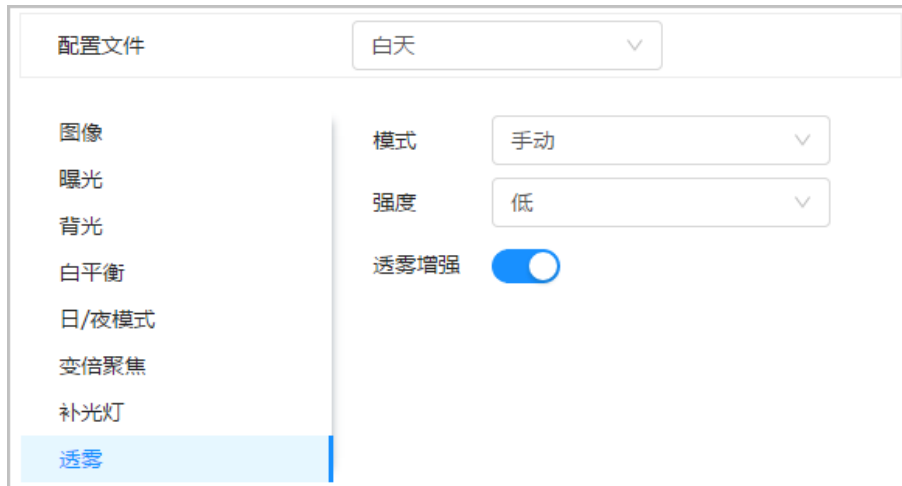 配置文件 白天
图像
曝光
背光
白平衡
日/夜模式
变倍聚焦
补光灯
透雾
模式 手动
强度 低
透雾增强